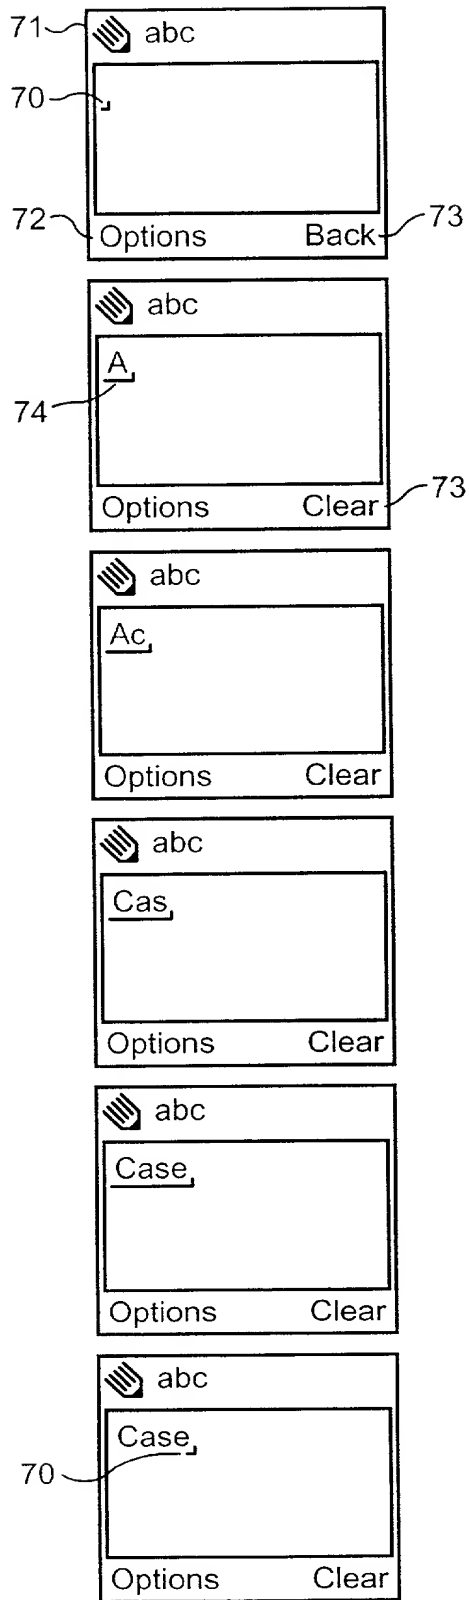 71 abc
70
72 Options Back 73
abc
A
74
Options Clear 73
abc
Ac
Options Clear
abc
Cas
Options Clear
abc
Case
Options Clear
abc
Case
70
Options Clear